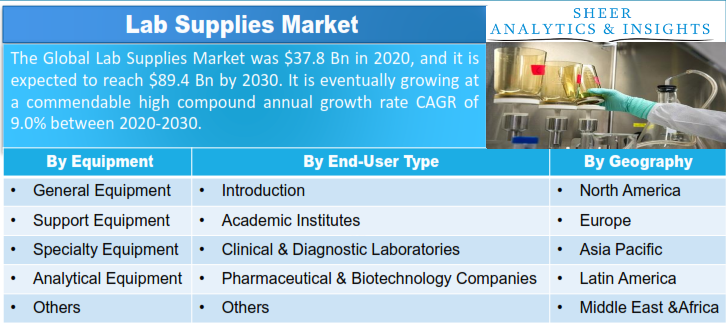 Lab Supplies Market
SHEER
ANALYTICS & INSIGHTS
The Global Lab Supplies Market was $37.8 Bn in 2020, and it is
expected to reach $89.4 Bn by 2030. It is eventually growing at
a commendable high compound annual growth rate CAGR of
9.0% between 2020-2030.
By Equipment By End-User Type By Geography
• General Equipment • Introduction • North America
• Support Equipment • Academic Institutes • Europe
• Specialty Equipment • Clinical & Diagnostic Laboratories • Asia Pacific
• Analytical Equipment • Pharmaceutical & Biotechnology Companies • Latin America
• Others • Others • Middle East &Africa